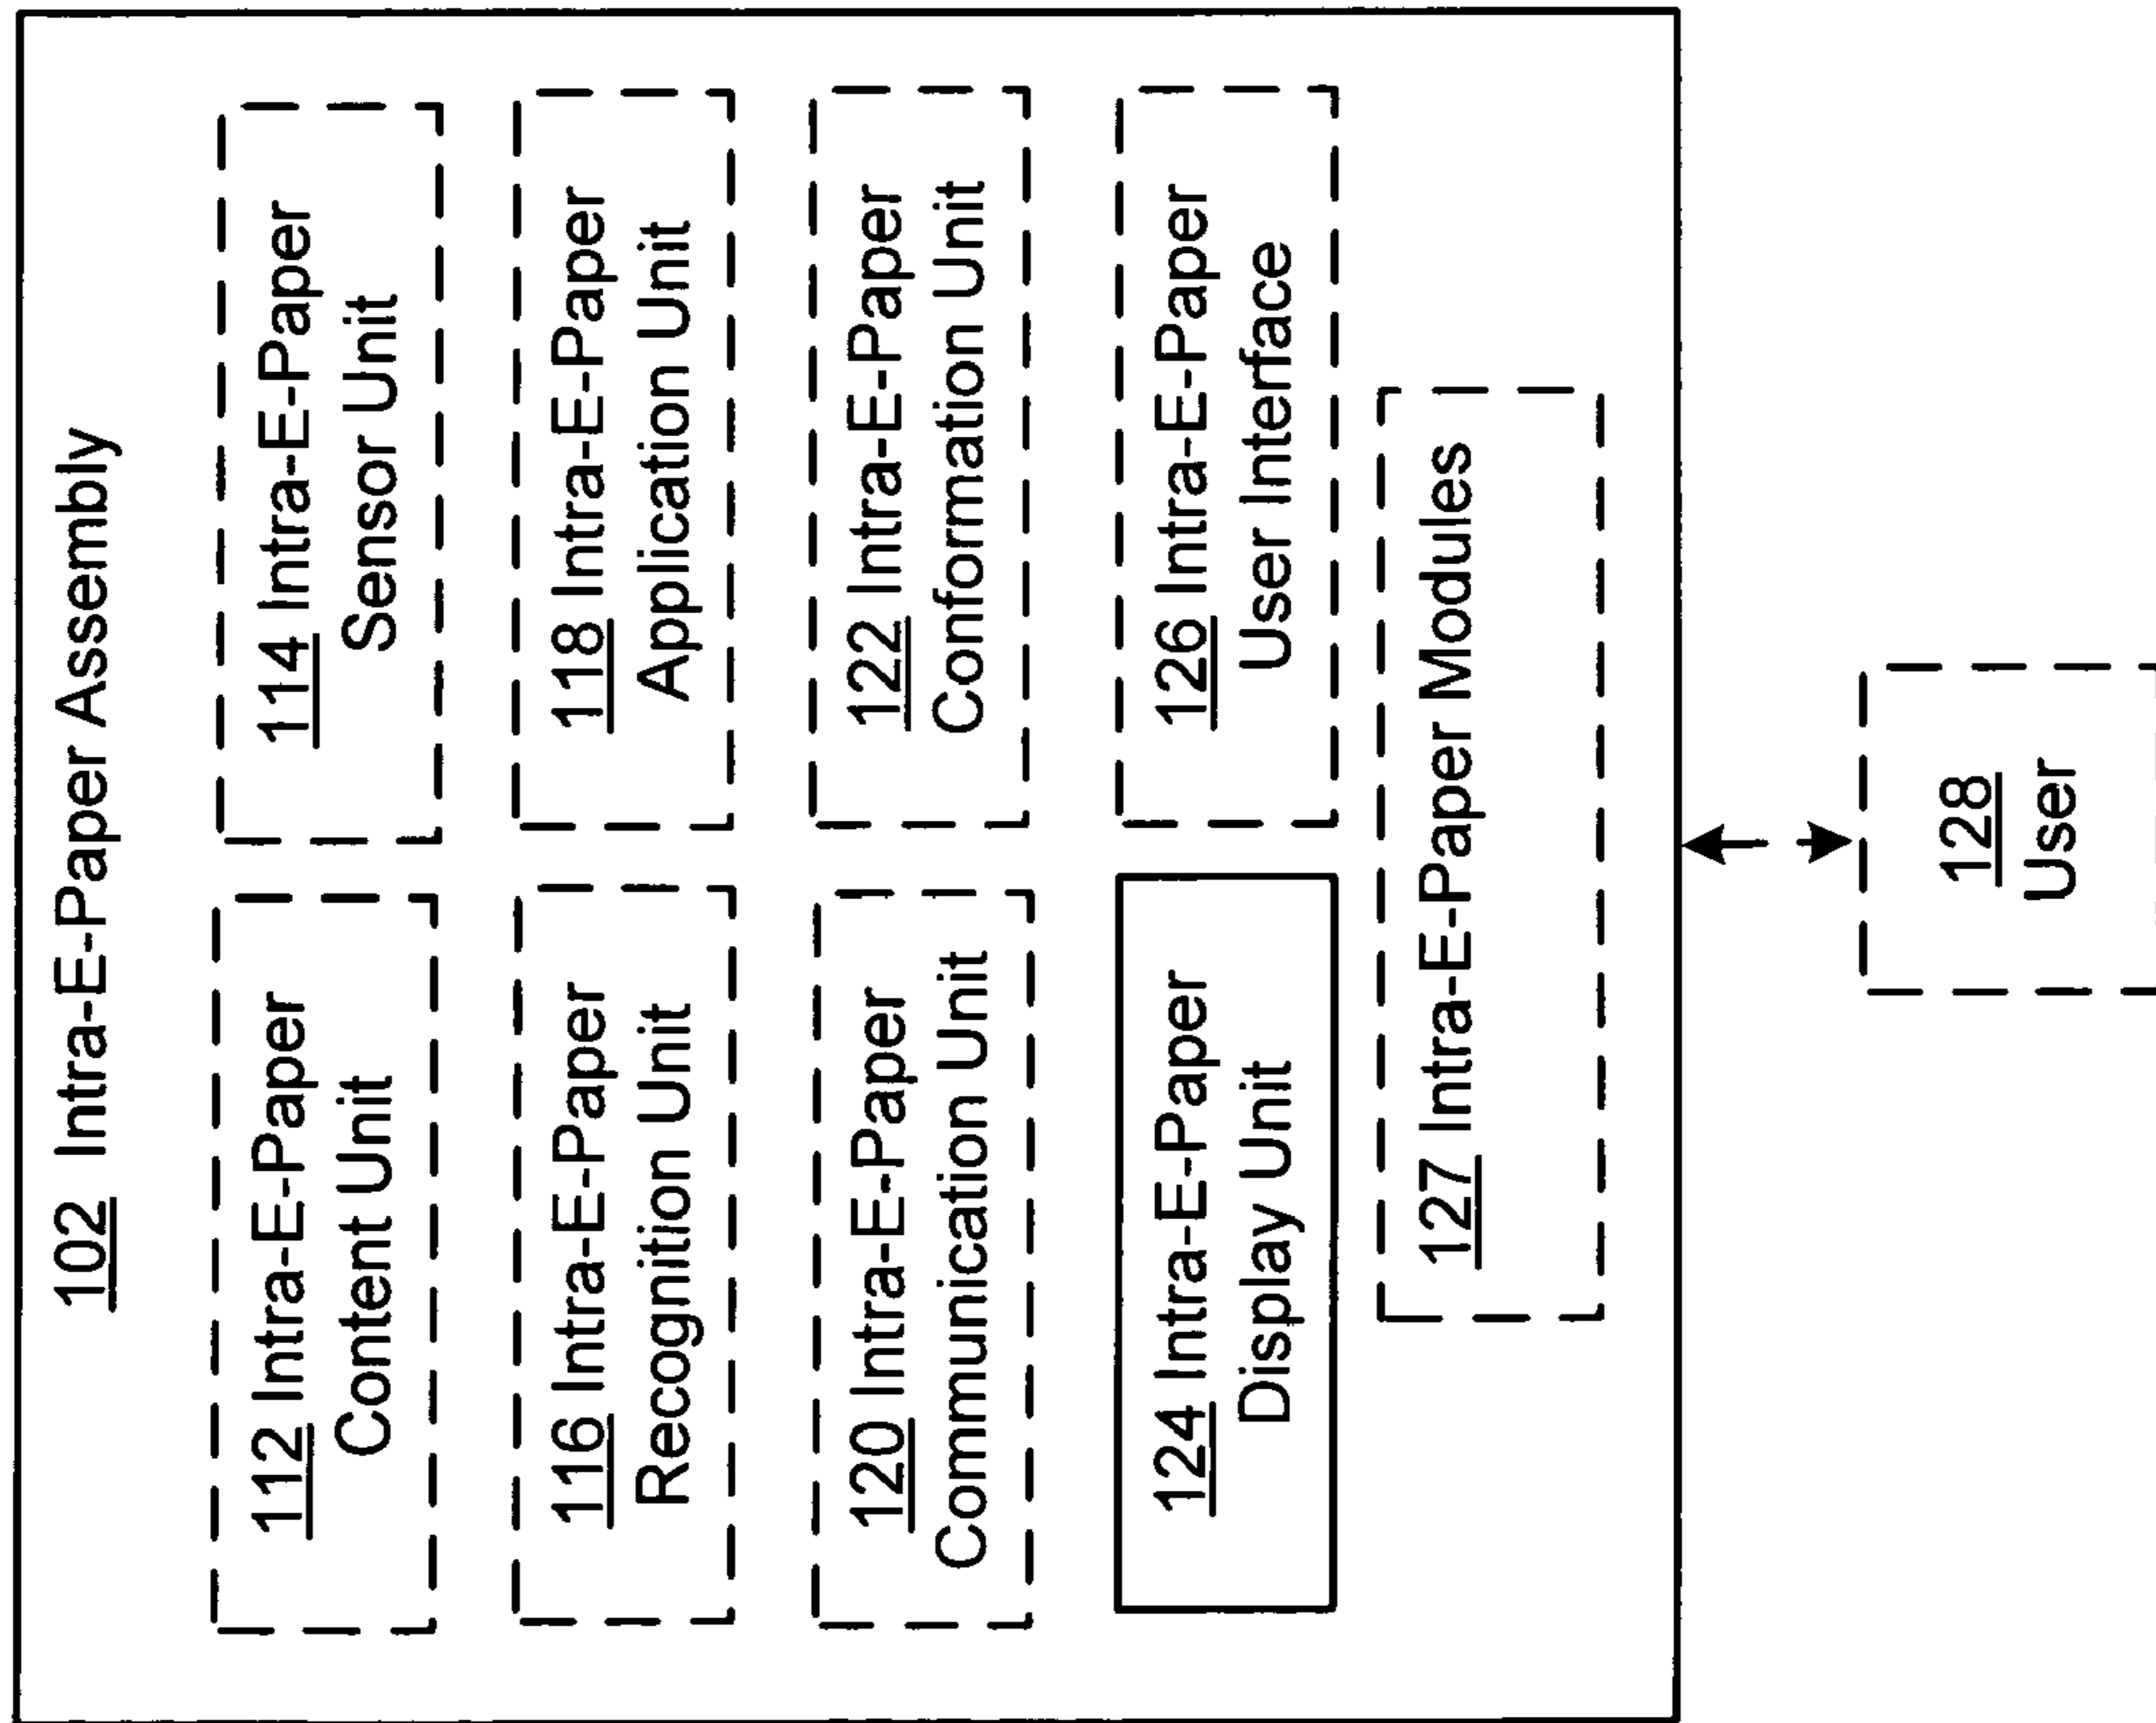 102 Intra-E-Paper Assembly
112 Intra-E-Paper
Content Unit
114 Intra-E-Paper
Sensor Unit
116 Intra-E-Paper
Recognition Unit
118 Intra-E-Paper
Application Unit
120 Intra-E-Paper
Communication Unit
122 Intra-E-Paper
Conformation Unit
124 Intra-E-Paper
Display Unit
126 Intra-E-Paper
User Interface
127 Intra-E-Paper Modules
128
User